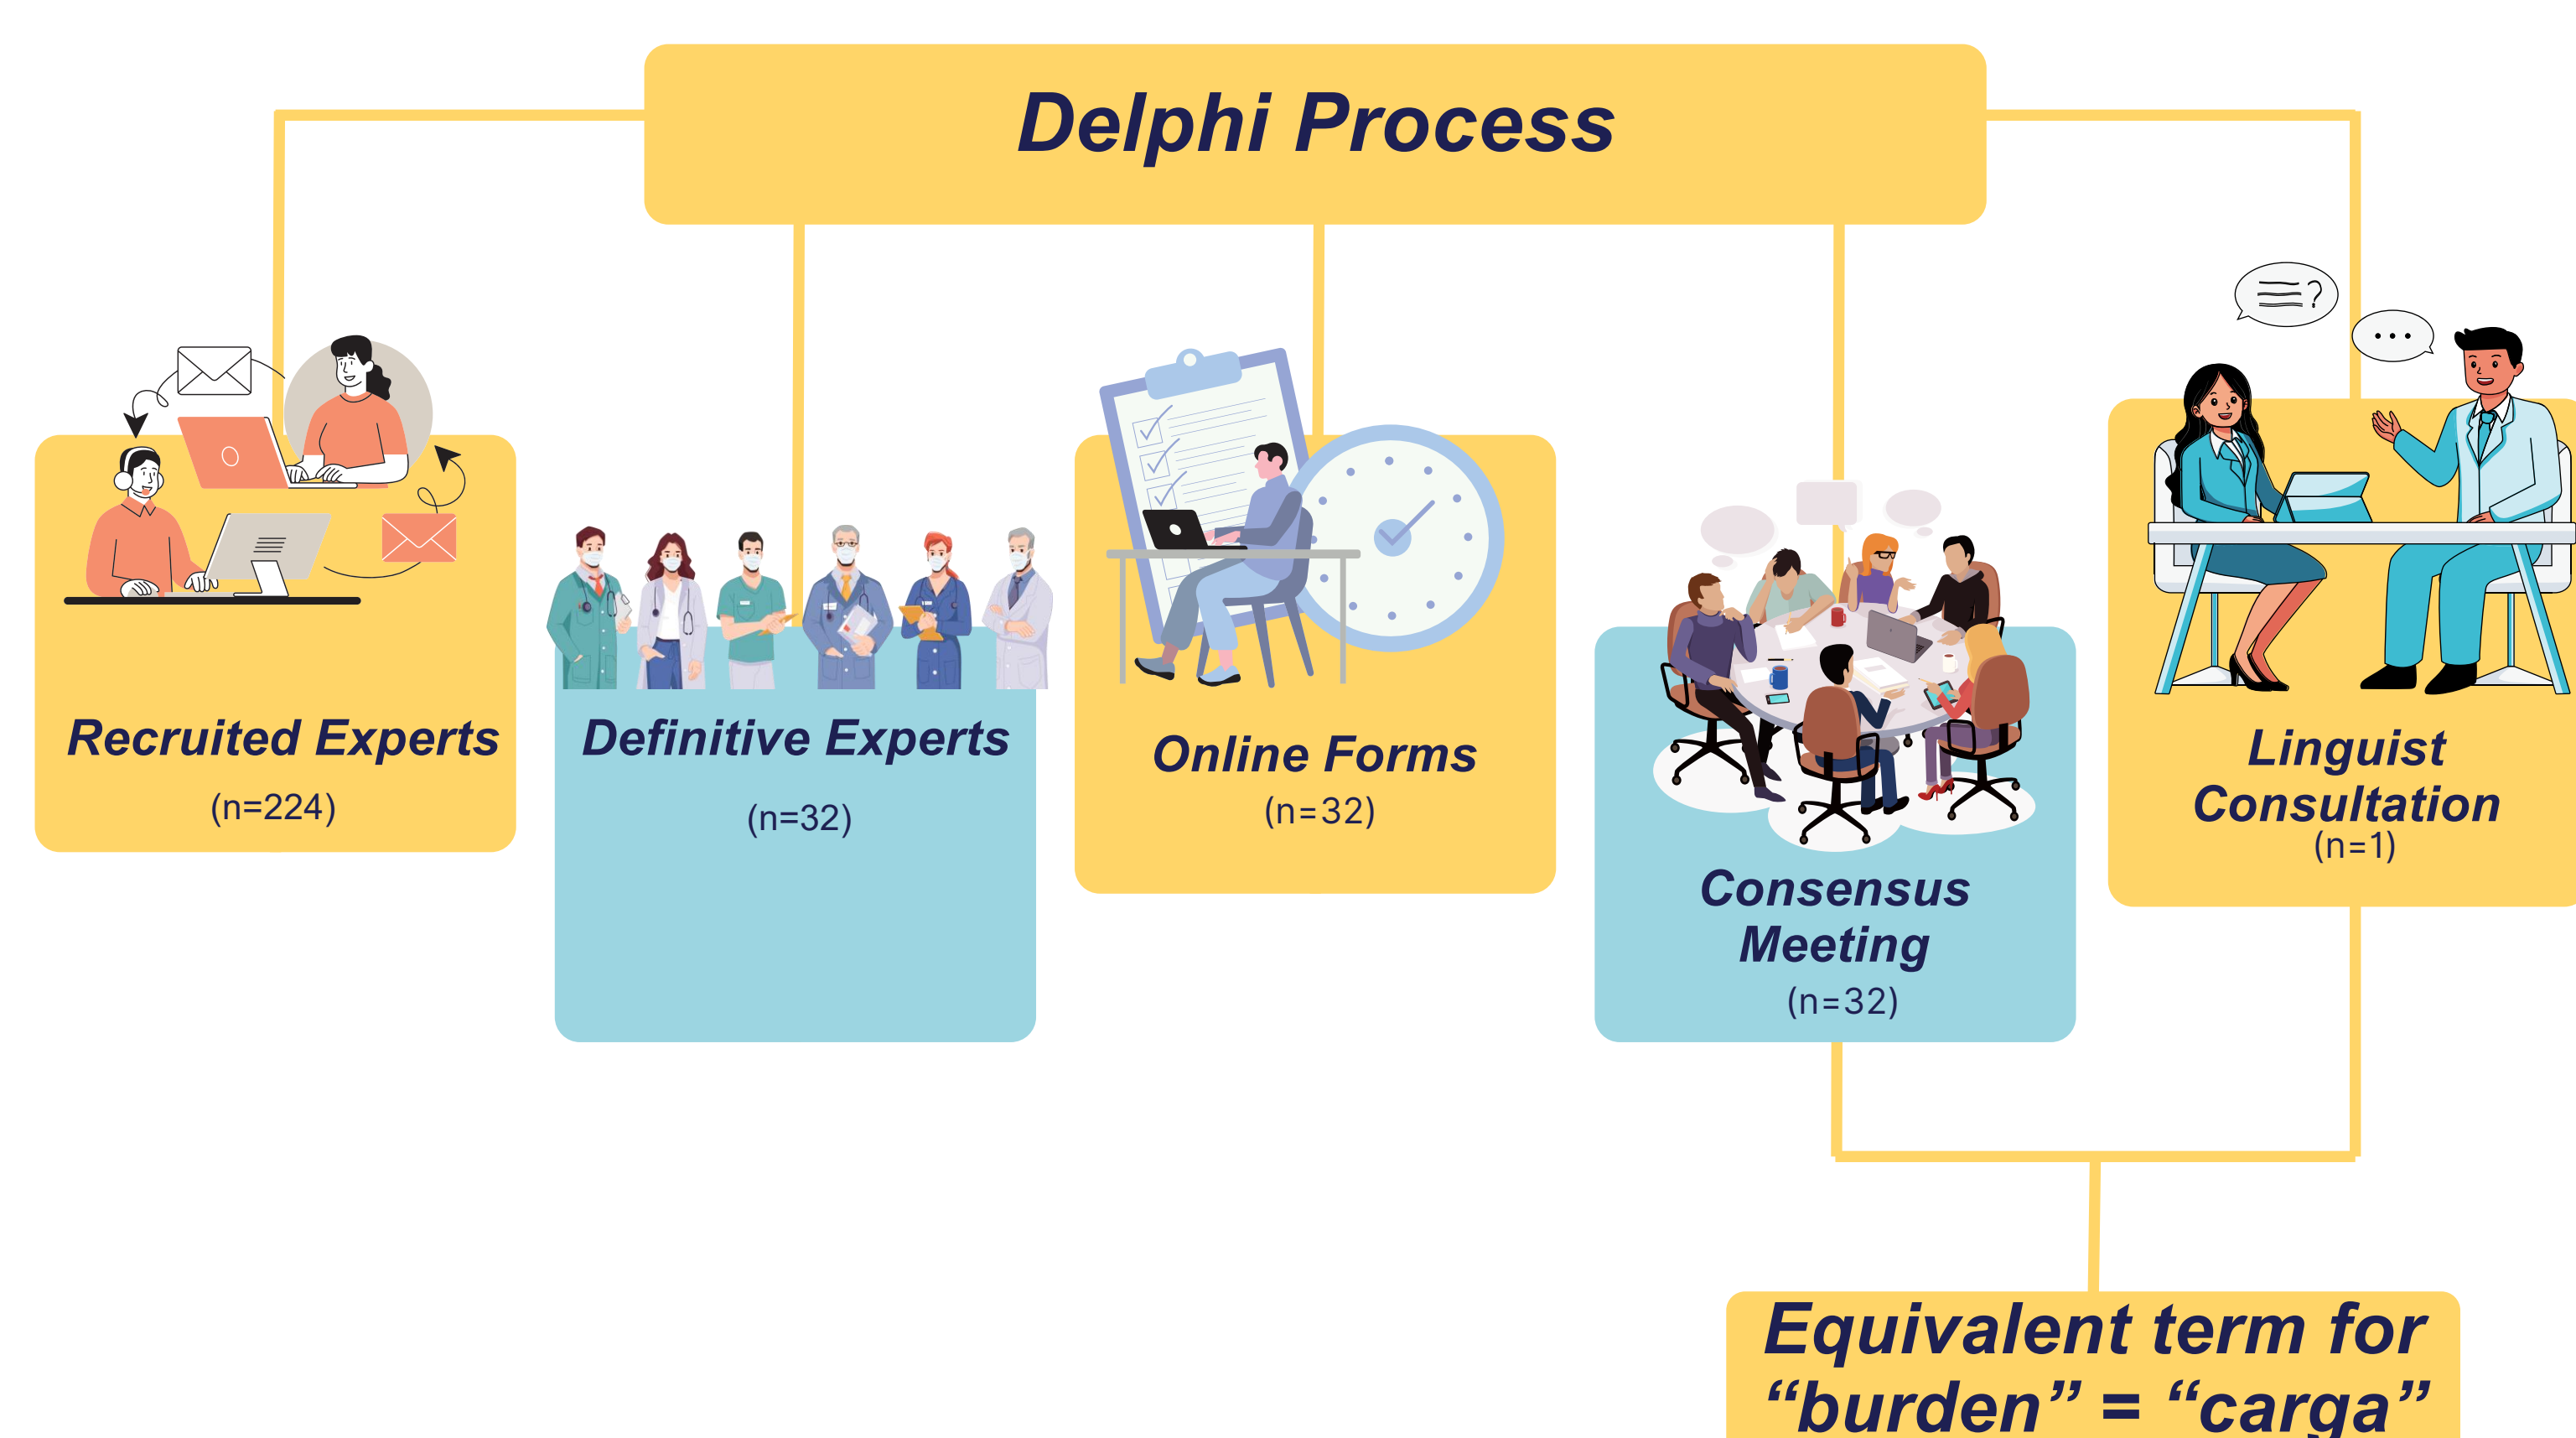 Delphi Process
Recruited Experts
(n=224)
Definitive Experts
(n=32)
Online Forms
(n=32)
Consensus
Meeting
(n=32)
Linguist
Consultation
(n=1)
?
Equivalent term for
“burden” = “carga”